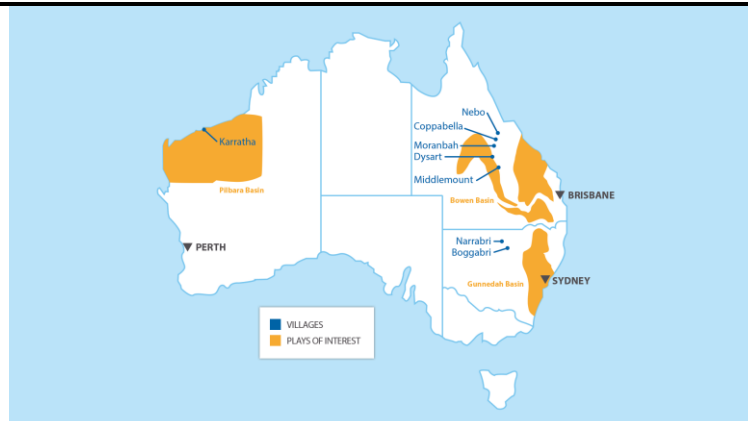 Nebo
Coppabella
Karratha
Moranbah
Dysart
Middlemount
Pilbara Basin
Bowen Basin
BRISBANE
Narrabri
PERTH
Boggabri
Gunnedah Basin
SYDNEY
VILLAGES
PLAYS OF INTEREST